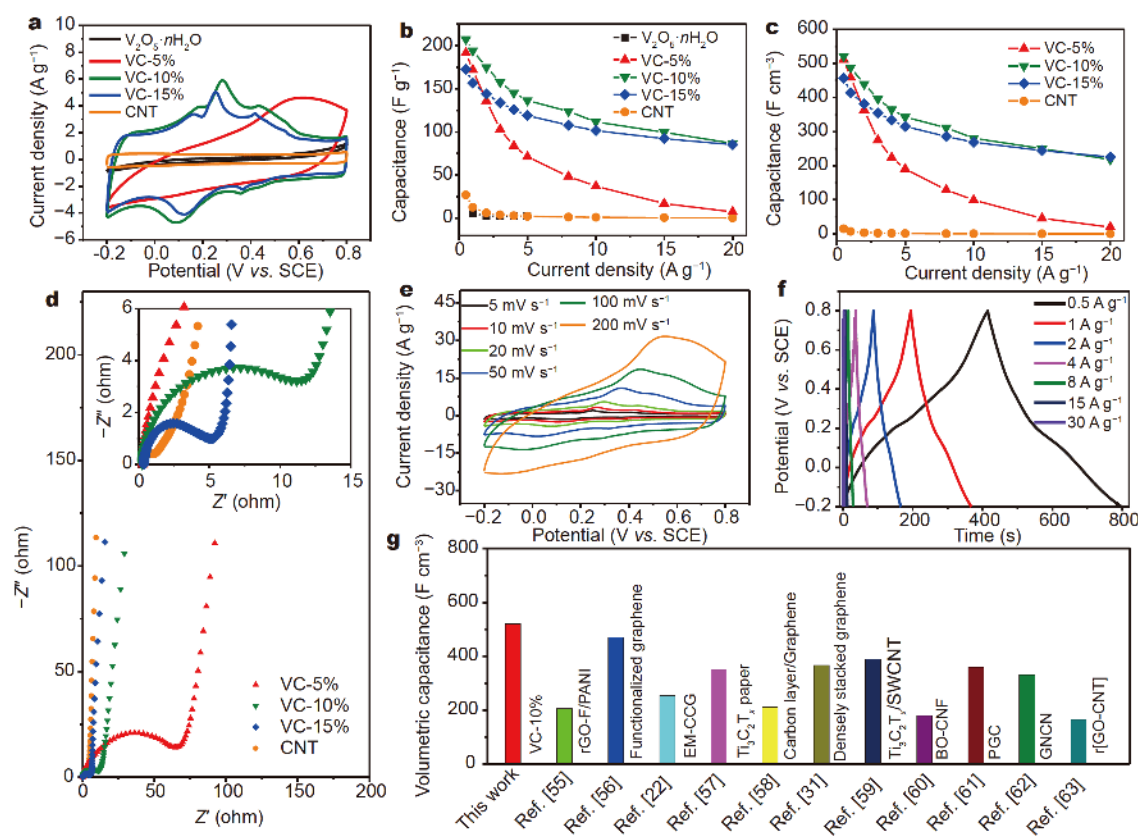 a
V₂O₅·nH₂O
VC-5%
VC-10%
VC-15%
CNT
Current density (A g⁻¹)
6
4
2
0
−2
−4
−6
−0.2 0.0 0.2 0.4 0.6 0.8
Potential (V vs. SCE)
b
V₂O₅·nH₂O
VC-5%
VC-10%
VC-15%
CNT
Capacitance (F g⁻¹)
200
150
100
50
0
0 5 10 15 20
Current density (A g⁻¹)
c
VC-5%
VC-10%
VC-15%
CNT
Capacitance (F cm⁻³)
600
500
400
300
200
100
0
0 5 10 15 20
Current density (A g⁻¹)
d
−Z″ (ohm)
200
150
100
50
0
0 25 50 75 100 125 150
Z′ (ohm)
−Z″ (ohm)
6
4
2
0
0 5 10 15
Z′ (ohm)
VC-5%
VC-10%
VC-15%
CNT
e
5 mV s⁻¹
10 mV s⁻¹
20 mV s⁻¹
50 mV s⁻¹
100 mV s⁻¹
200 mV s⁻¹
Current density (A g⁻¹)
45
30
15
0
−15
−30
−0.2 0.0 0.2 0.4 0.6 0.8
Potential (V vs. SCE)
f
0.5 A g⁻¹
1 A g⁻¹
2 A g⁻¹
4 A g⁻¹
8 A g⁻¹
15 A g⁻¹
30 A g⁻¹
Potential (V vs. SCE)
0.8
0.6
0.4
0.2
0.0
−0.2
0 200 400 600 800
Time (s)
g
Volumetric capacitance (F cm⁻³)
800
600
400
200
0
VC-10%
rGO-F/PANI
Functionalized graphene
EM-CCG
Ti₃C₂Tₓ paper
Carbon layer/Graphene
Densely stacked graphene
Ti₃C₂Tₓ/SWCNT
BO-CNF
PGC
GNCN
r[GO-CNT]
This work
Ref. [55]
Ref. [56]
Ref. [22]
Ref. [57]
Ref. [58]
Ref. [31]
Ref. [59]
Ref. [60]
Ref. [61]
Ref. [62]
Ref. [63]